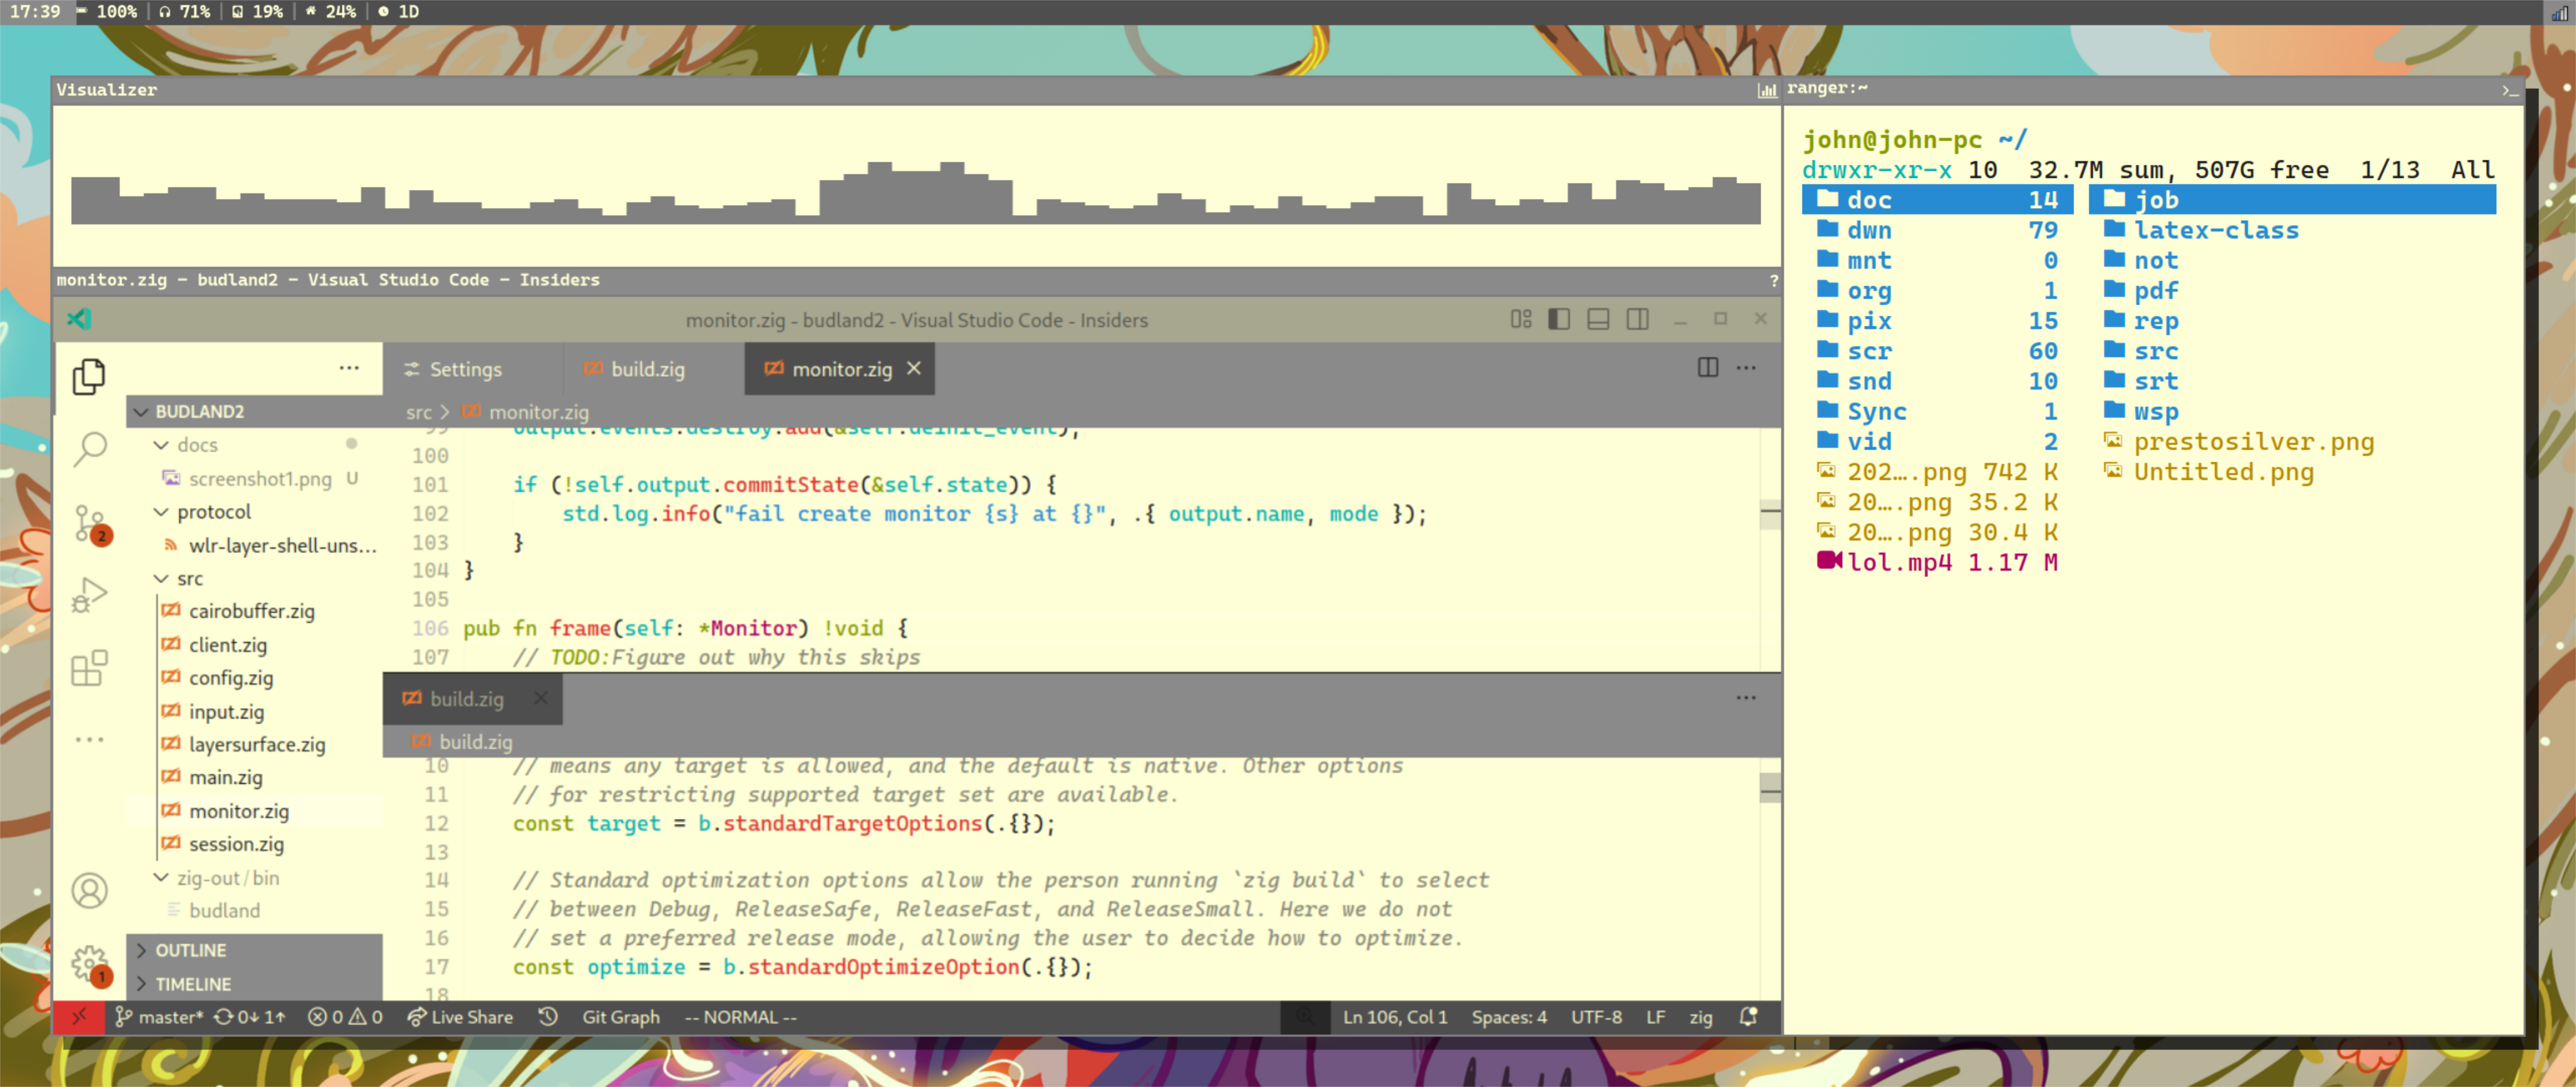 17:39 100% 71% 19% 24% 1D
Visualizer
monitor.zig - budland2 - Visual Studio Code - Insiders ?
monitor.zig - budland2 - Visual Studio Code - Insiders
Settings build.zig monitor.zig
src > monitor.zig
BUDLAND2
docs
screenshot1.png U
protocol
wlr-layer-shell-uns...
src
cairobuffer.zig
client.zig
config.zig
input.zig
layersurface.zig
main.zig
monitor.zig
session.zig
zig-out/bin
budland
OUTLINE
TIMELINE
2
1
99 output.events.destroy.add(&self.deinit_event);
100
101 if (!self.output.commitState(&self.state)) {
102 std.log.info("fail create monitor {s} at {}", .{ output.name, mode });
103 }
104 }
105
106 pub fn frame(self: *Monitor) !void {
107 // TODO:Figure out why this skips
build.zig
build.zig
10 // means any target is allowed, and the default is native. Other options
11 // for restricting supported target set are available.
12 const target = b.standardTargetOptions(.{});
13
14 // Standard optimization options allow the person running `zig build` to select
15 // between Debug, ReleaseSafe, ReleaseFast, and ReleaseSmall. Here we do not
16 // set a preferred release mode, allowing the user to decide how to optimize.
17 const optimize = b.standardOptimizeOption(.{});
18
master* 0↓ 1↑ 0 0 Live Share Git Graph -- NORMAL -- Ln 106, Col 1 Spaces: 4 UTF-8 LF zig
ranger:~ >_
john@john-pc ~/
drwxr-xr-x 10 32.7M sum, 507G free 1/13 All
doc 14 job
dwn 79 latex-class
mnt 0 not
org 1 pdf
pix 15 rep
scr 60 src
snd 10 srt
Sync 1 wsp
vid 2 prestosilver.png
202….png 742 K Untitled.png
20….png 35.2 K
20….png 30.4 K
lol.mp4 1.17 M